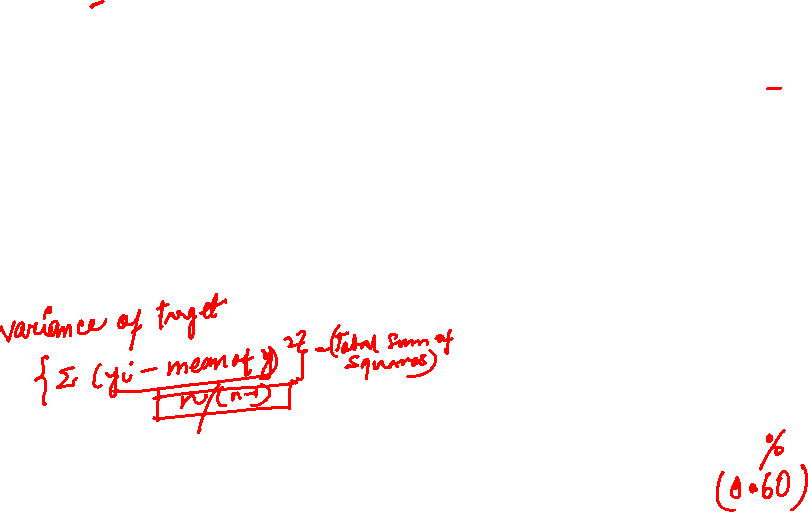 variance of target
{Σ (yi - mean of y)²} - (Total Sum of
Squares)
n/(n-1)
%
(0.60)